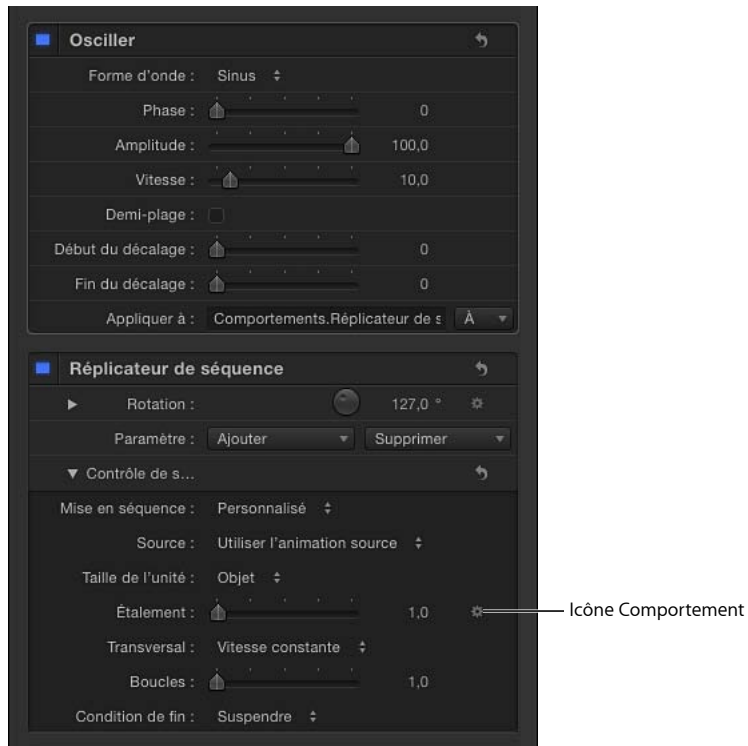 Osciller
Forme d'onde : Sinus
Phase : 0
Amplitude : 100,0
Vitesse : 10,0
Demi-plage :
Début du décalage : 0
Fin du décalage : 0
Appliquer à : Comportements.Réplicateur de s À
Réplicateur de séquence
Rotation : 127,0 °
Paramètre : Ajouter Supprimer
Contrôle de s...
Mise en séquence : Personnalisé
Source : Utiliser l'animation source
Taille de l'unité : Objet
Étalement : 1,0 Icône Comportement
Transversal : Vitesse constante
Boucles : 1,0
Condition de fin : Suspendre